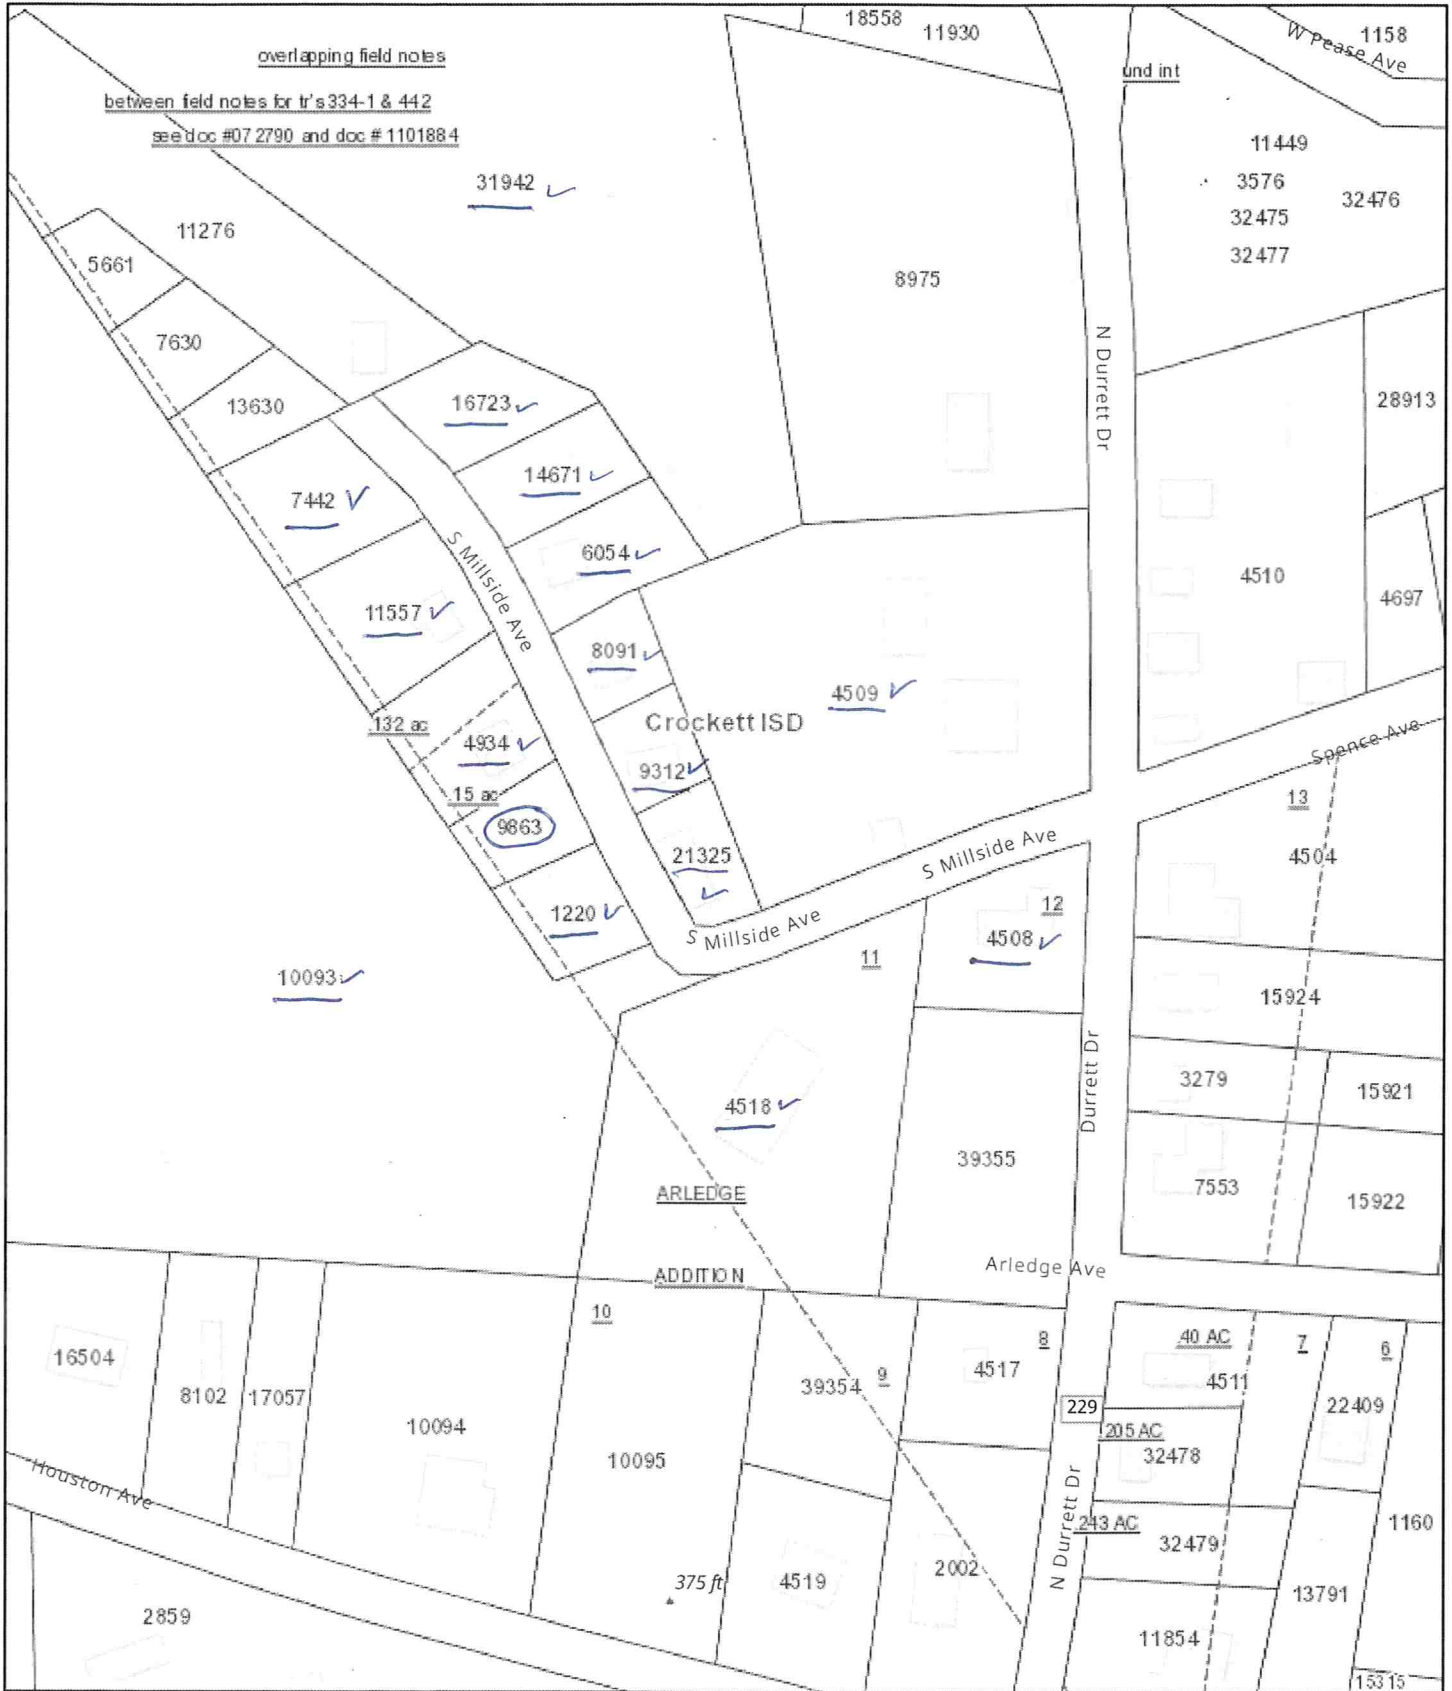 18558
11930
1158
W Pease Ave
overlapping field notes
und int
between field notes for tr's 334-1 & 442
see doc #072790 and doc # 1101884
11449
3576
32476
32475
32477
31942
11276
5661
8975
7630
N Durrett Dr
13630
16723
28913
14671
7442
S Millside Ave
6054
4510
11557
4697
8091
4509
Crockett ISD
.132 ac
4934
Spence Ave
9312
.15 ac
13
9863
21325
S Millside Ave
4504
1220
S Millside Ave
12
4508
11
10093
15924
Durrett Dr
3279
15921
4518
39355
7553
15922
ARLEDGE
Arledge Ave
ADDITION
10
8
.40 AC
7
6
16504
4517
39354
9
4511
8102
17057
229
22409
10094
.205 AC
10095
32478
Houston Ave
N Durrett Dr
.243 AC
1160
32479
375 ft
4519
2002
13791
2859
11854
15315